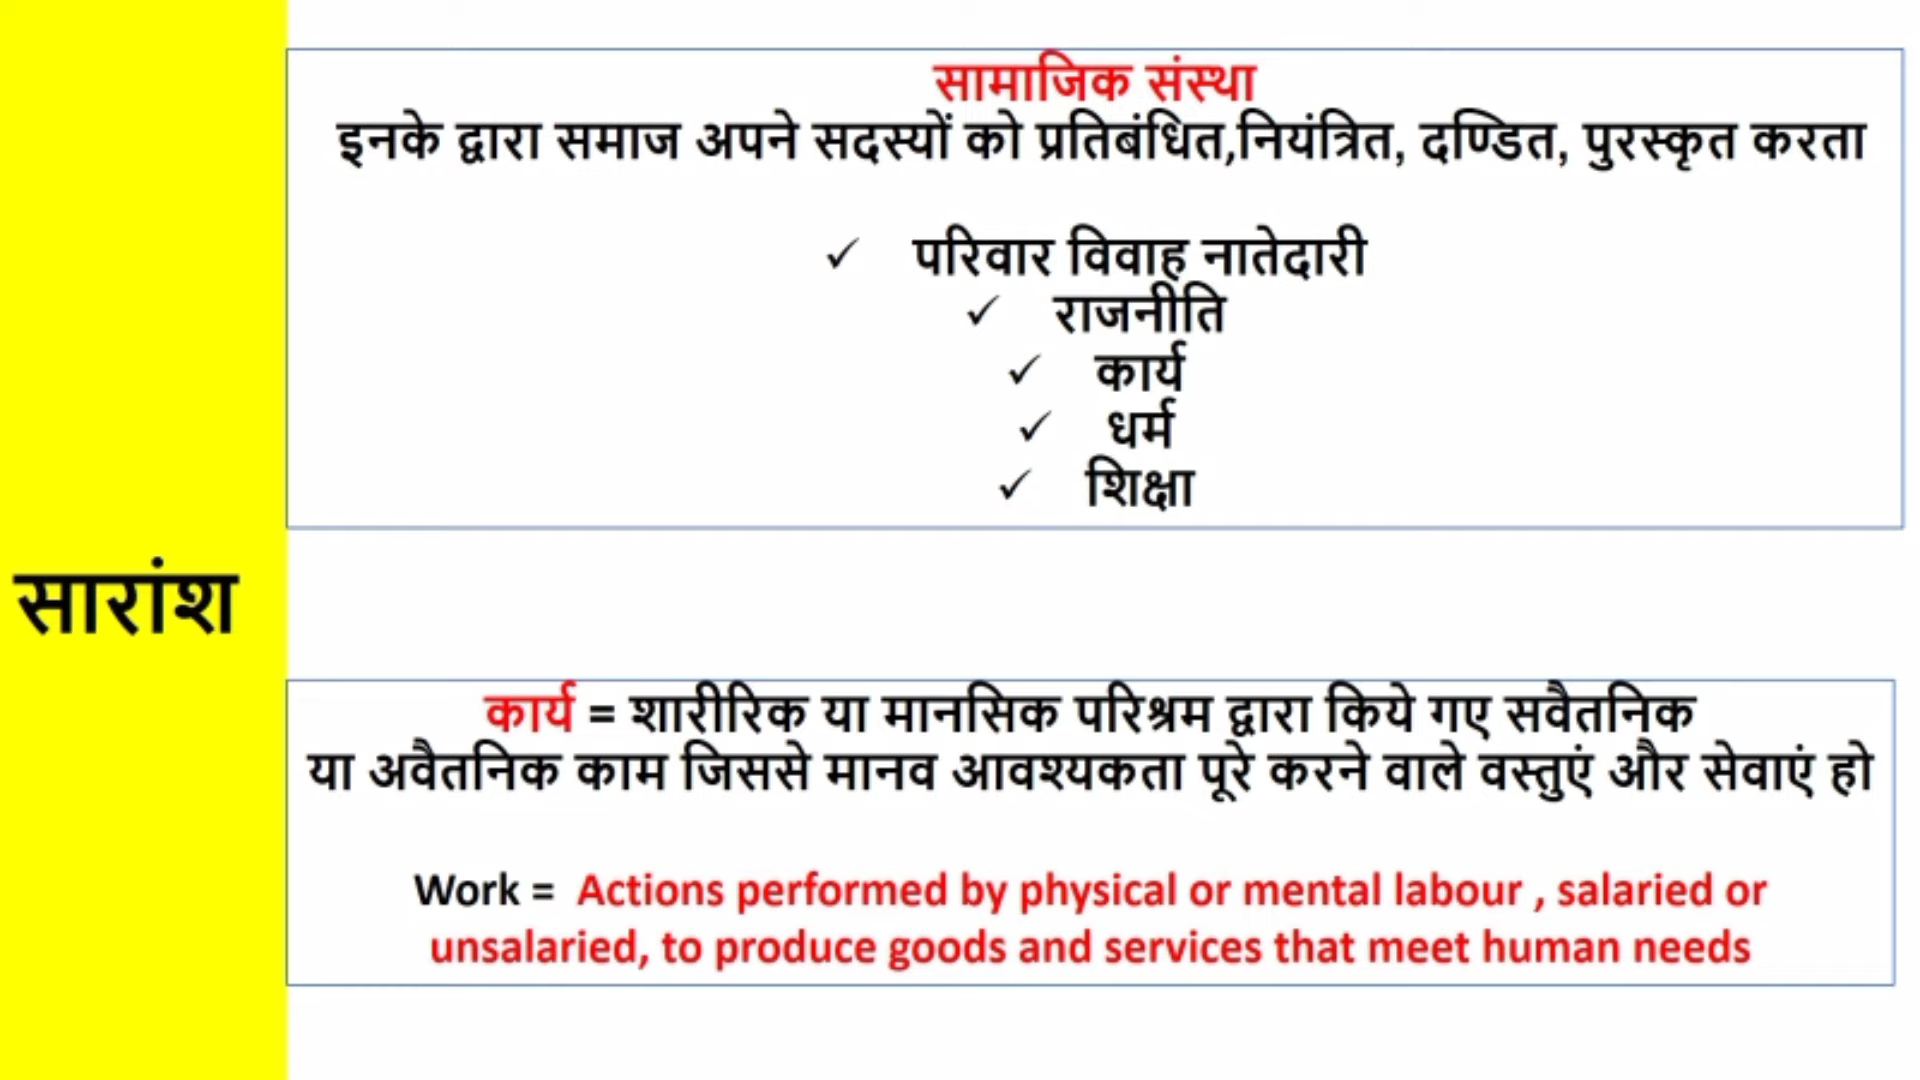 सामाजिक संस्था
इनके द्वारा समाज अपने सदस्यों को प्रतिबंधित,नियंत्रित, दण्डित, पुरस्कृत करता
✓ परिवार विवाह नातेदारी
✓ राजनीति
✓ कार्य
✓ धर्म
✓ शिक्षा
सारांश
कार्य = शारीरिक या मानसिक परिश्रम द्वारा किये गए सवैतनिक
या अवैतनिक काम जिससे मानव आवश्यकता पूरे करने वाले वस्तुएं और सेवाएं हो
Work = Actions performed by physical or mental labour , salaried or
unsalaried, to produce goods and services that meet human needs